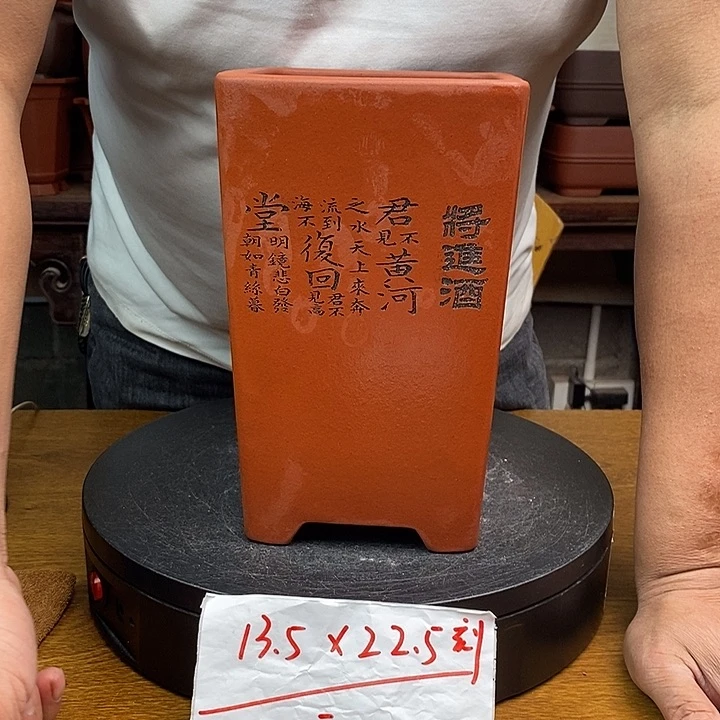 將進酒
君不見黃河
之水天上來奔
流到海不復回君不見高
堂明鏡悲白發朝如青絲暮
13.5×22.5刻